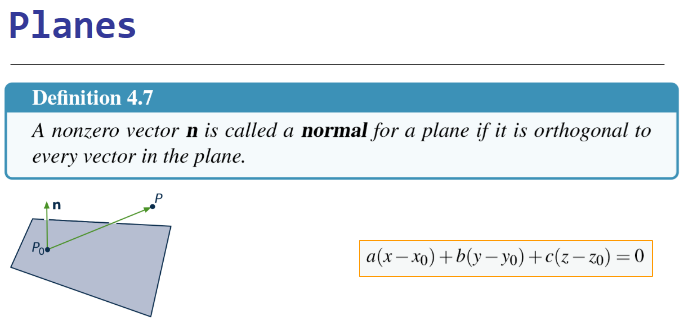 Planes
Definition 4.7
A nonzero vector n is called a normal for a plane if it is orthogonal to
every vector in the plane.
n
P
P₀
a(x − x₀) + b(y − y₀) + c(z − z₀) = 0